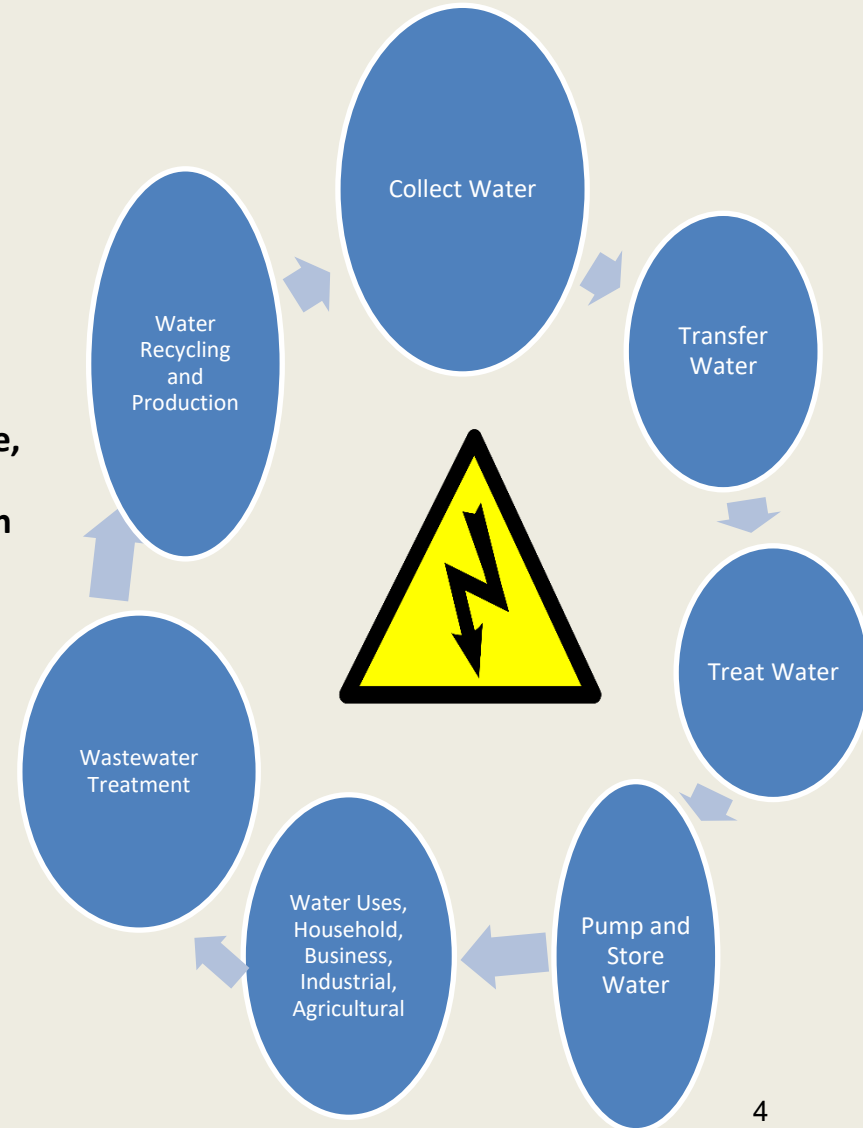 Collect Water
Transfer
Water
Treat Water
Pump and
Store
Water
Water Uses,
Household,
Business,
Industrial,
Agricultural
Wastewater
Treatment
Water
Recycling
and
Production
e,
4